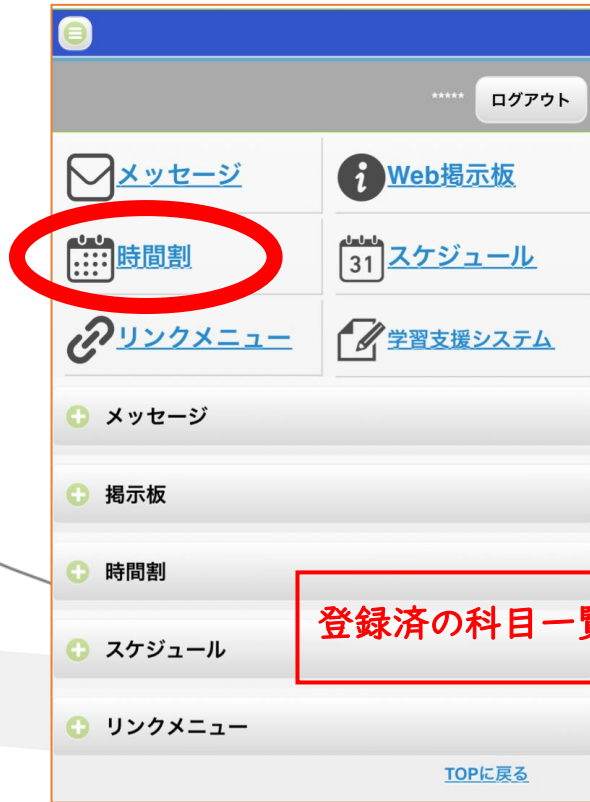 ***** ログアウト
メッセージ
Web掲示板
時間割
31 スケジュール
リンクメニュー
学習支援システム
メッセージ
掲示板
時間割
登録済の科目一覧
スケジュール
リンクメニュー
TOPに戻る